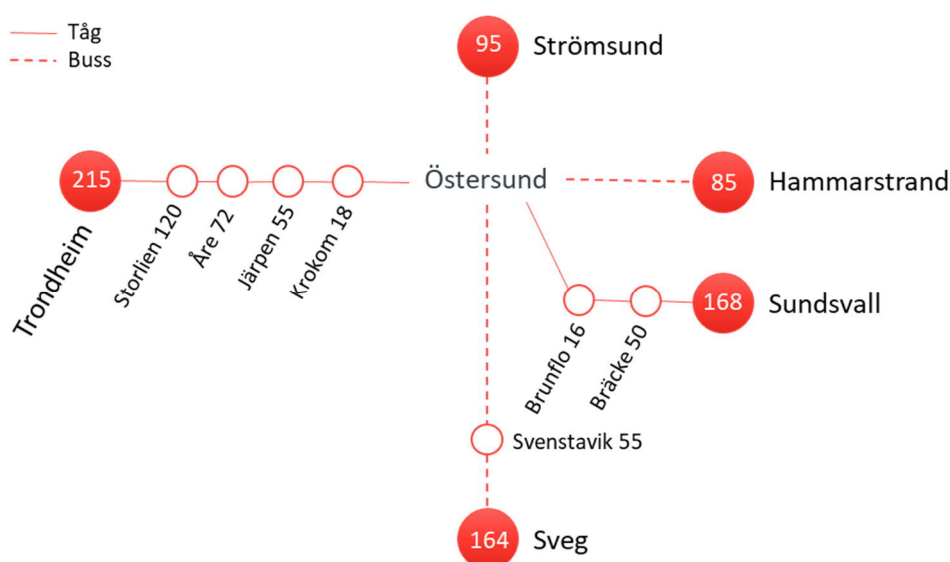 Tåg
Buss
95 Strömsund
215
Östersund
85 Hammarstrand
Trondheim
Storlien 120
Åre 72
Järpen 55
Krokom 18
168 Sundsvall
Brunflo 16
Bräcke 50
Svenstavik 55
164 Sveg